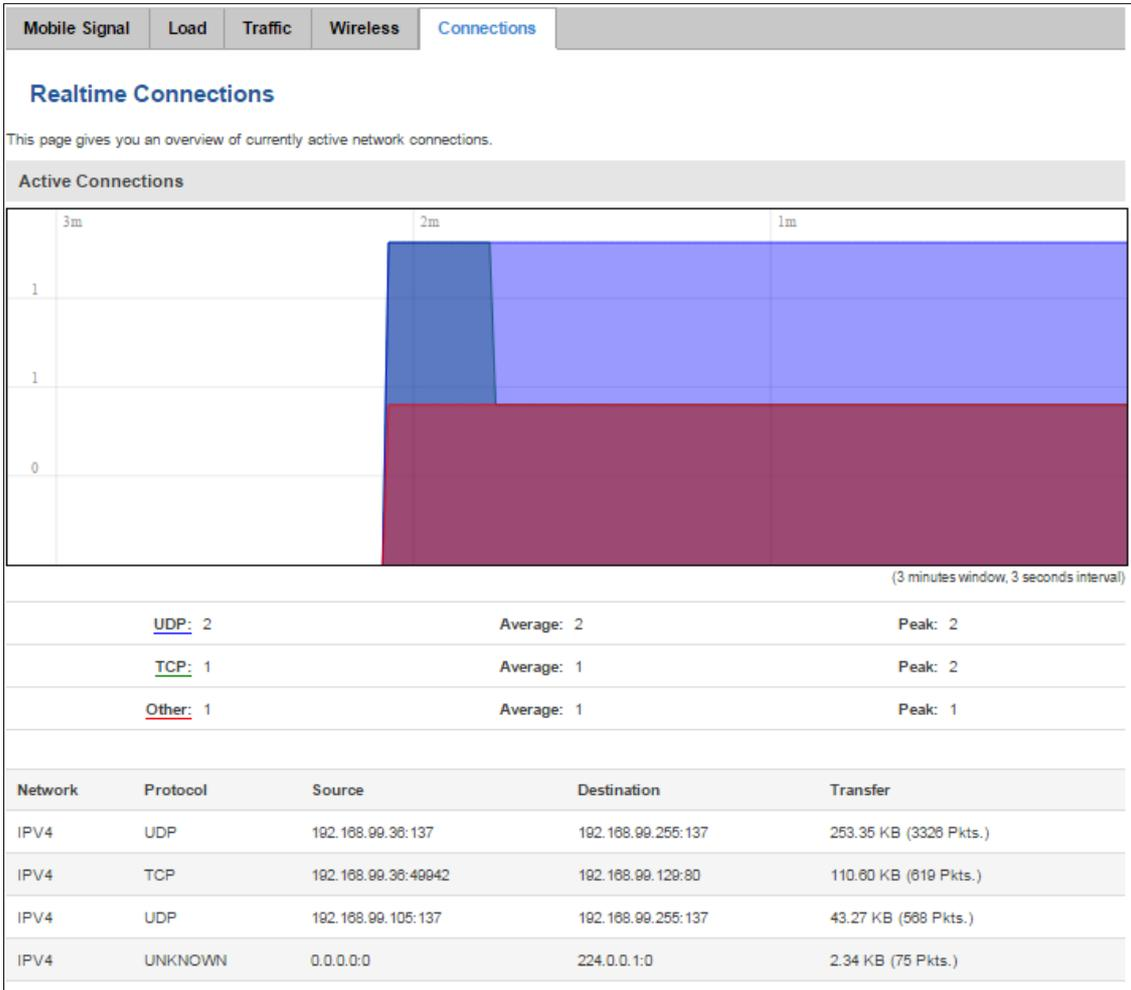 Mobile Signal Load Traffic Wireless Connections
Realtime Connections
This page gives you an overview of currently active network connections.
Active Connections
3m 2m 1m
1
1
0
(3 minutes window, 3 seconds interval)
UDP: 2 Average: 2 Peak: 2
TCP: 1 Average: 1 Peak: 2
Other: 1 Average: 1 Peak: 1
Network Protocol Source Destination Transfer
IPV4 UDP 192.168.99.36:137 192.168.99.255:137 253.35 KB (3326 Pkts.)
IPV4 TCP 192.168.99.36:49942 192.168.99.129:80 110.60 KB (619 Pkts.)
IPV4 UDP 192.168.99.105:137 192.168.99.255:137 43.27 KB (568 Pkts.)
IPV4 UNKNOWN 0.0.0.0:0 224.0.0.1:0 2.34 KB (75 Pkts.)